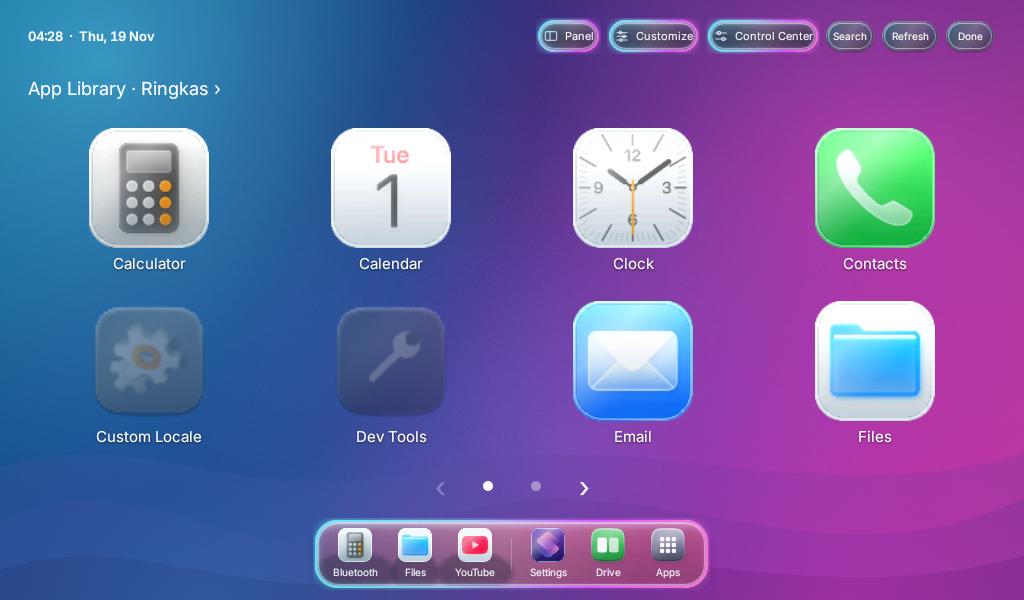 04:28 · Thu, 19 Nov
Panel
Customize
Control Center
Search
Refresh
Done
App Library · Ringkas ›
Tue
1
12
3
6
9
Calculator
Calendar
Clock
Contacts
Custom Locale
Dev Tools
Email
Files
Bluetooth
Files
YouTube
Settings
Drive
Apps